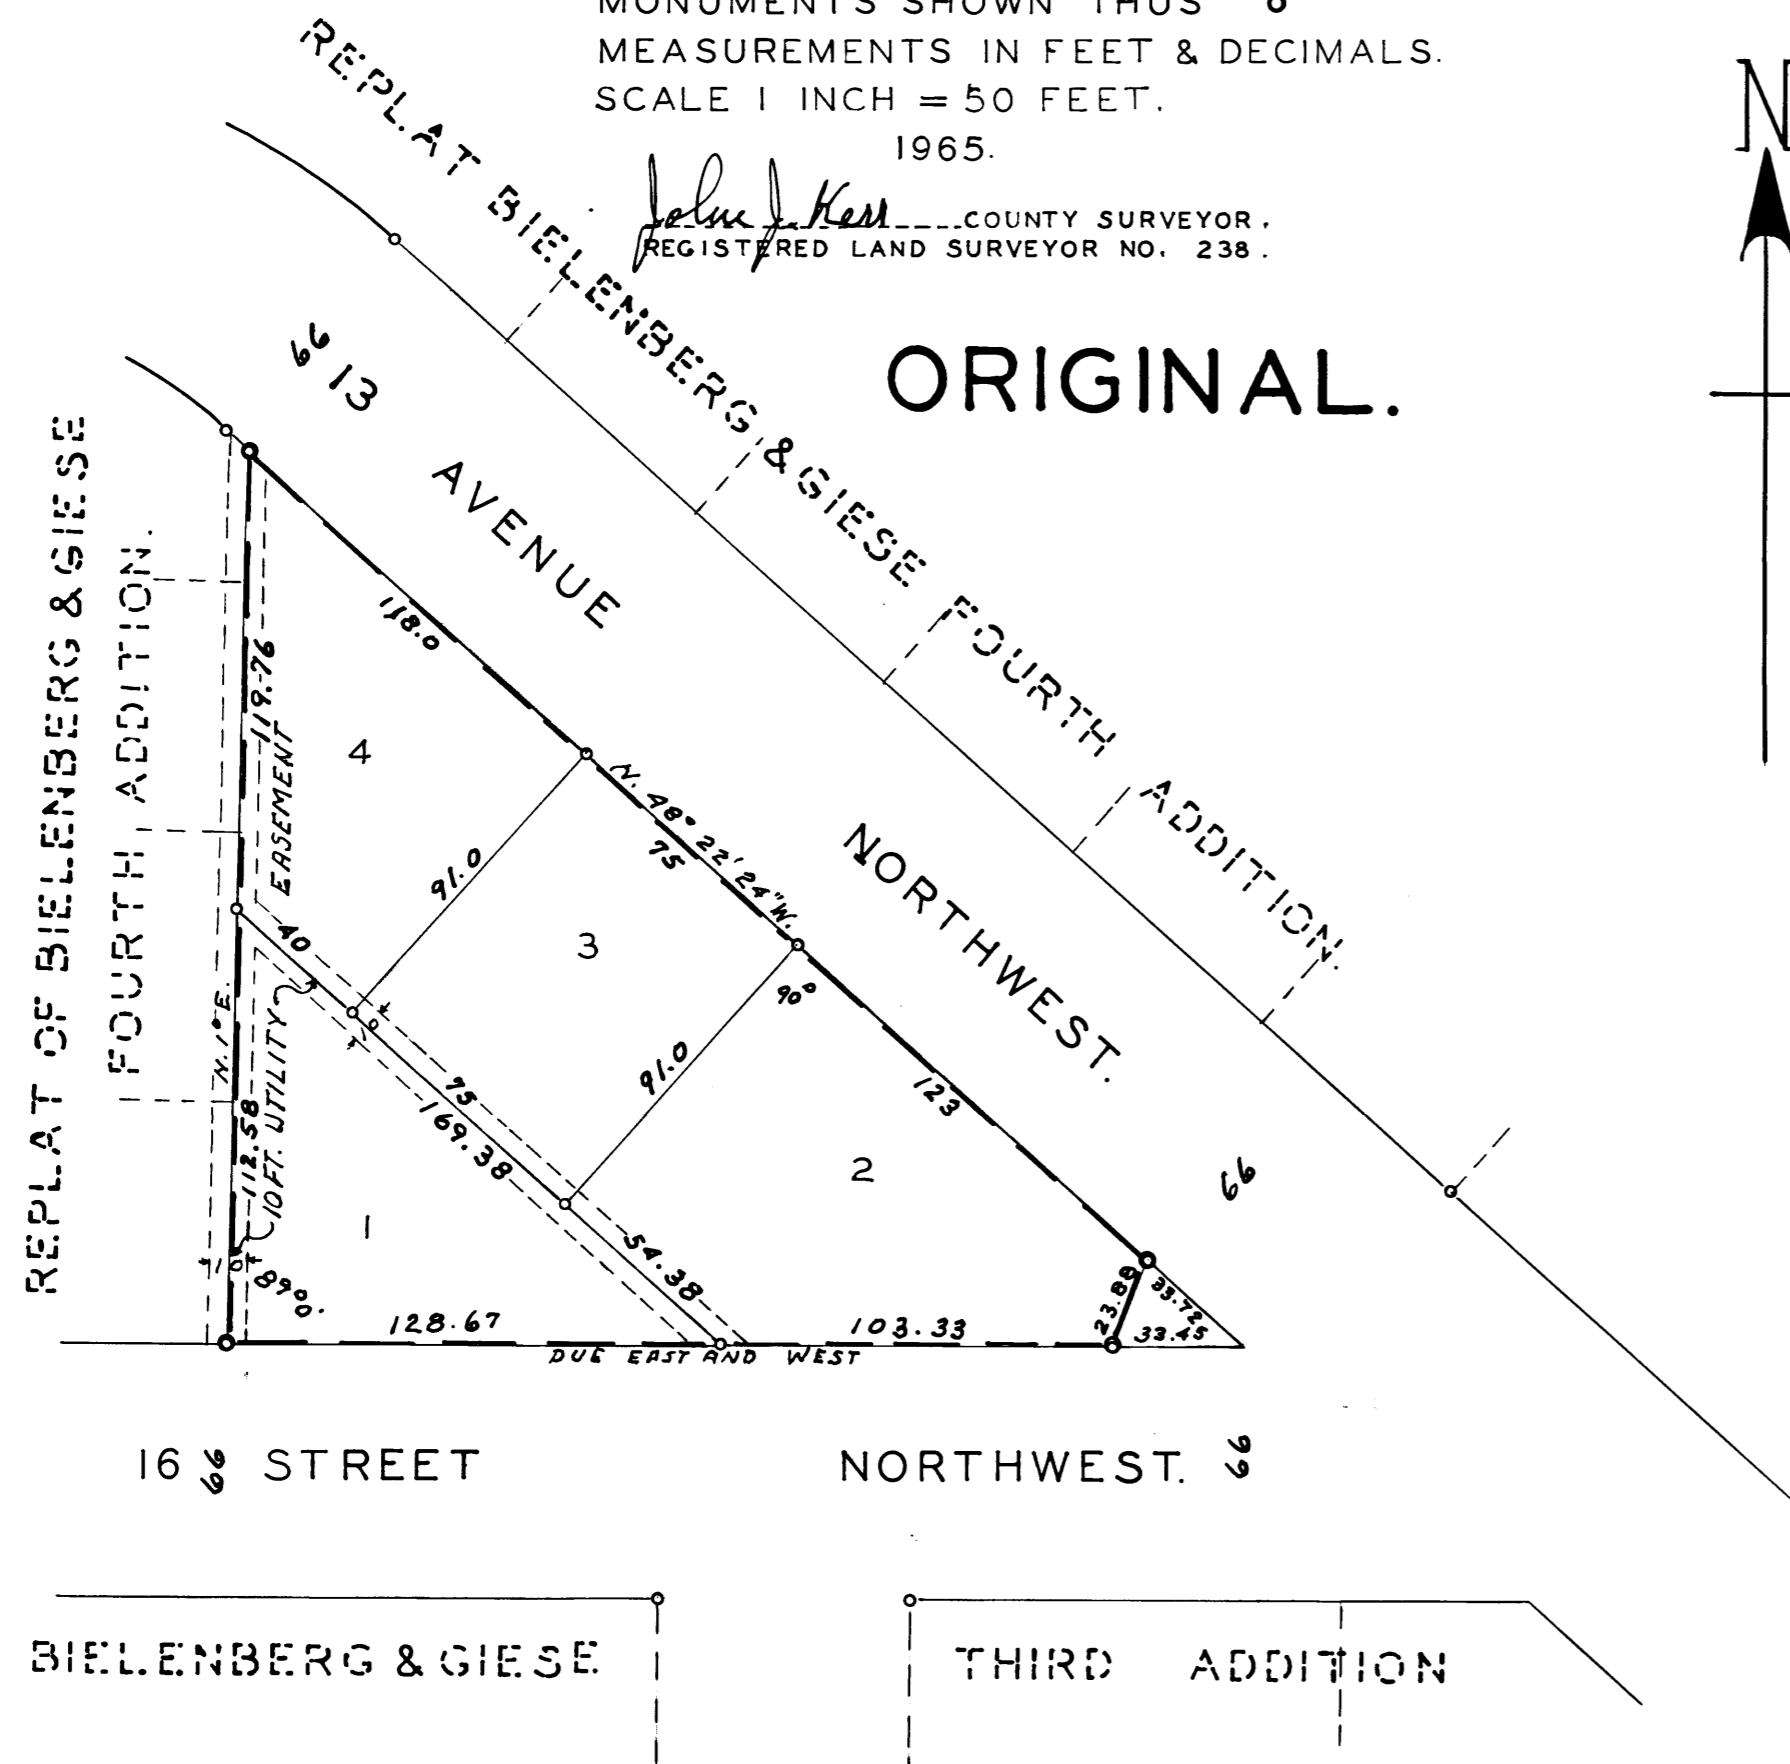 MONUMENTS SHOWN THUS
MEASUREMENTS IN FEET & DECIMALS.
SCALE 1 INCH = 50 FEET.
1965.
John J. Kerr COUNTY SURVEYOR.
REGISTERED LAND SURVEYOR NO. 238.
N
ORIGINAL.
REPLAT BIELENBERG & GIESE FOURTH ADDITION.
66
13 AVENUE NORTHWEST.
66
REPLAT OF BIELENBERG & GIESE
FOURTH ADDITION.
118.0
N. 48° 22' 24" W.
75
123
119.76
EASEMENT
4
91.0
3
90°
91.0
2
40
10
75
169.38
54.38
N. 1° E.
112.58
10 FT. UTILITY
1
10
89°
128.67
103.33
23.88
33.72
33.45
DUE EAST AND WEST
16 66 STREET NORTHWEST. 66
BIELENBERG & GIESE THIRD ADDITION